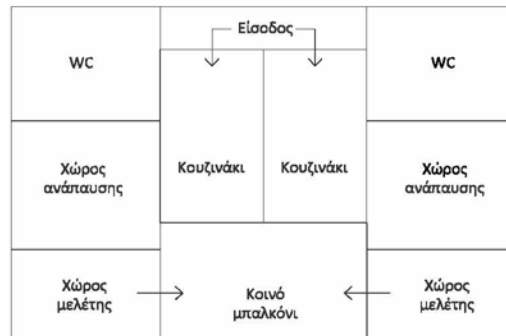 Είσοδος
WC
WC
Κουζινάκι
Κουζινάκι
Χώρος
ανάπαυσης
Χώρος
ανάπαυσης
Χώρος
μελέτης
Κοινό
μπαλκόνι
Χώρος
μελέτης